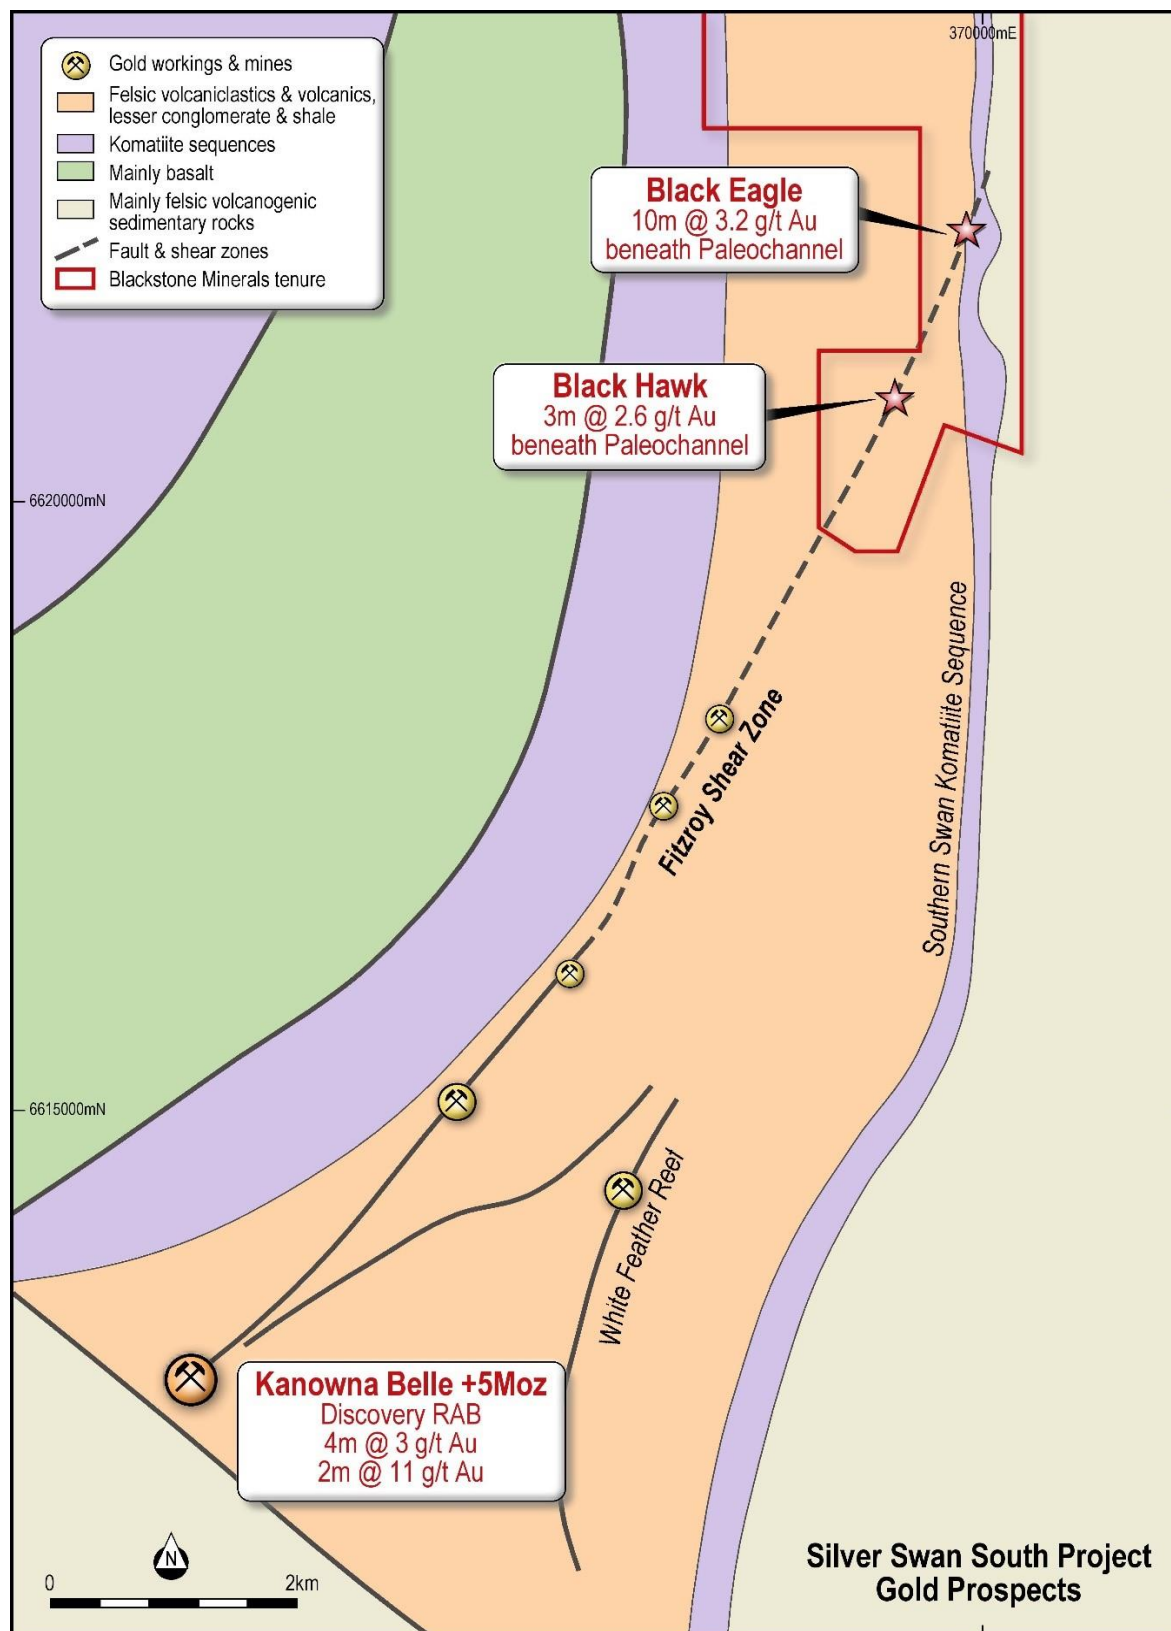 370000mE
Gold workings & mines
Felsic volcaniclastics & volcanics,
lesser conglomerate & shale
Komatiite sequences
Mainly basalt
Mainly felsic volcanogenic
sedimentary rocks
Fault & shear zones
Blackstone Minerals tenure
Black Eagle
10m @ 3.2 g/t Au
beneath Paleochannel
Black Hawk
3m @ 2.6 g/t Au
beneath Paleochannel
6620000mN
Southern Swan Komatiite Sequence
Fitzroy Shear Zone
6615000mN
White Feather Reef
Kanowna Belle +5Moz
Discovery RAB
4m @ 3 g/t Au
2m @ 11 g/t Au
N
0 2km
Silver Swan South Project
Gold Prospects